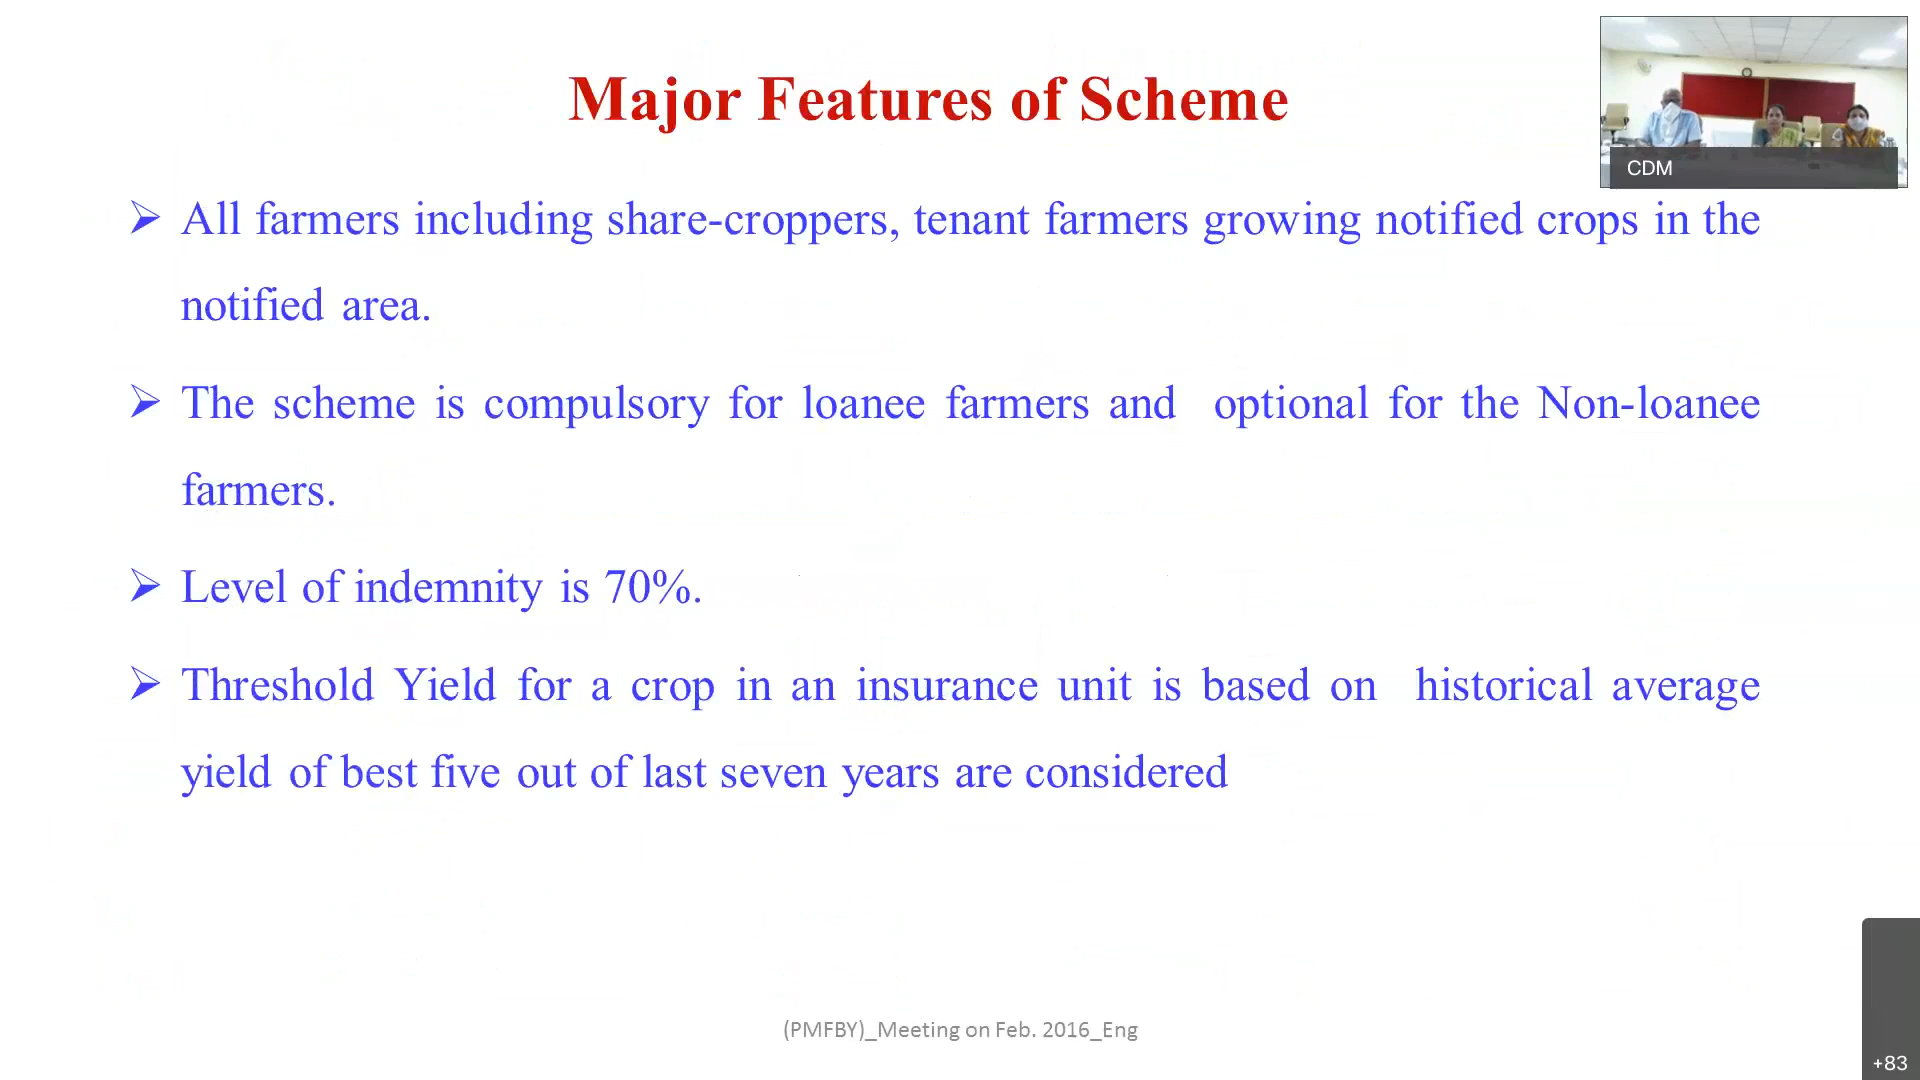 Major Features of Scheme
CDM
➢ All farmers including share-croppers, tenant farmers growing notified crops in the
notified area.
➢ The scheme is compulsory for loanee farmers and optional for the Non-loanee
farmers.
➢ Level of indemnity is 70%.
➢ Threshold Yield for a crop in an insurance unit is based on historical average
yield of best five out of last seven years are considered
(PMFBY)_Meeting on Feb. 2016_Eng
+83